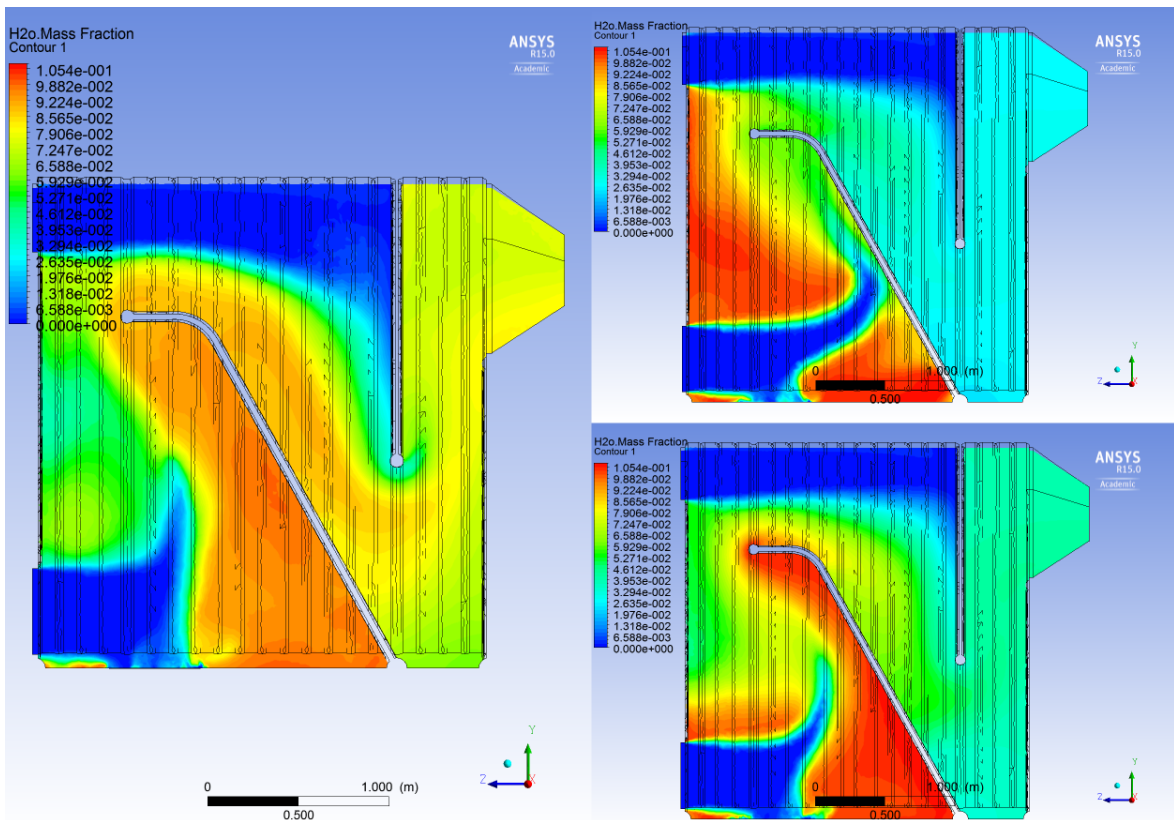 H2o.Mass Fraction
Contour 1
ANSYS
R15.0
Academic
1.054e-001
9.882e-002
9.224e-002
8.565e-002
7.906e-002
7.247e-002
6.588e-002
5.929e-002
5.271e-002
4.612e-002
3.953e-002
3.294e-002
2.635e-002
1.976e-002
1.318e-002
6.588e-003
0.000e+000
Y
Z
X
0
1.000 (m)
0.500
H2o.Mass Fraction
Contour 1
ANSYS
R15.0
Academic
1.054e-001
9.882e-002
9.224e-002
8.565e-002
7.906e-002
7.247e-002
6.588e-002
5.929e-002
5.271e-002
4.612e-002
3.953e-002
3.294e-002
2.635e-002
1.976e-002
1.318e-002
6.588e-003
0.000e+000
0
1.000 (m)
0.500
Y
Z
X
H2o.Mass Fraction
Contour 1
ANSYS
R15.0
Academic
1.054e-001
9.882e-002
9.224e-002
8.565e-002
7.906e-002
7.247e-002
6.588e-002
5.929e-002
5.271e-002
4.612e-002
3.953e-002
3.294e-002
2.635e-002
1.976e-002
1.318e-002
6.588e-003
0.000e+000
0
1.000 (m)
0.500
Y
Z
X